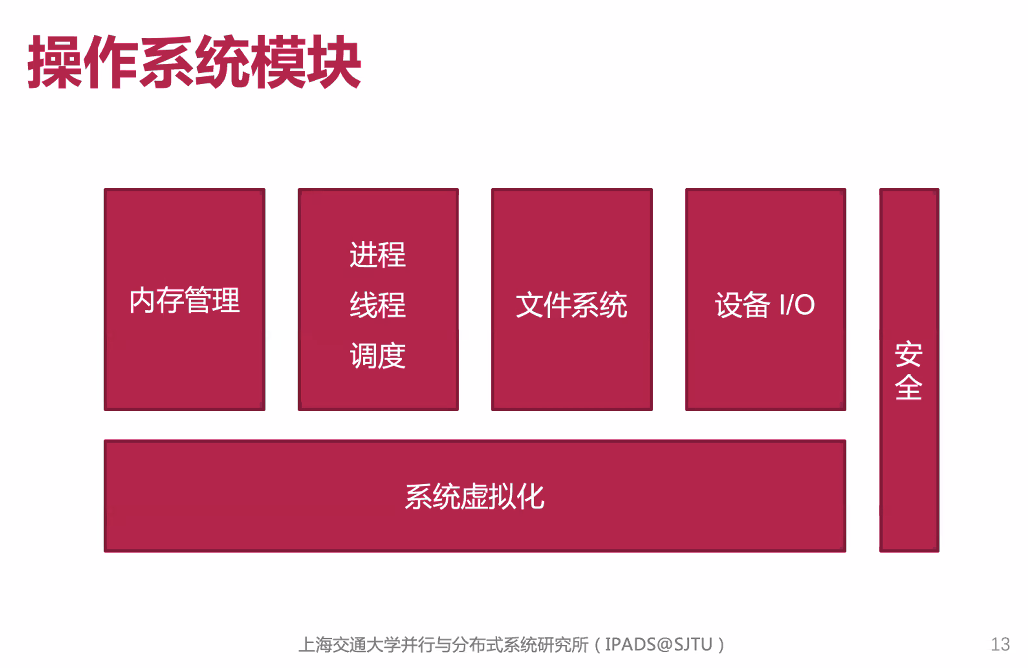 操作系统模块
内存管理
进程
线程
调度
文件系统
设备 I/O
安
全
系统虚拟化
上海交通大学并行与分布式系统研究所（IPADS@SJTU）
13